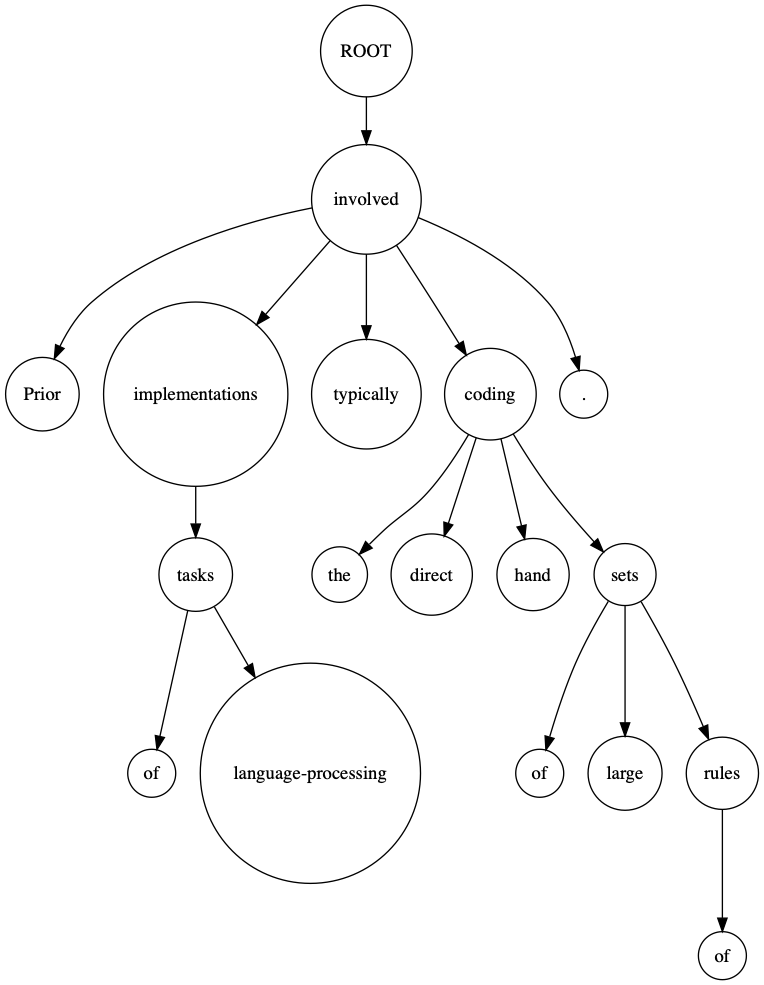 ROOT
involved
Prior
implementations
typically
coding
.
tasks
the
direct
hand
sets
of
language-processing
of
large
rules
of